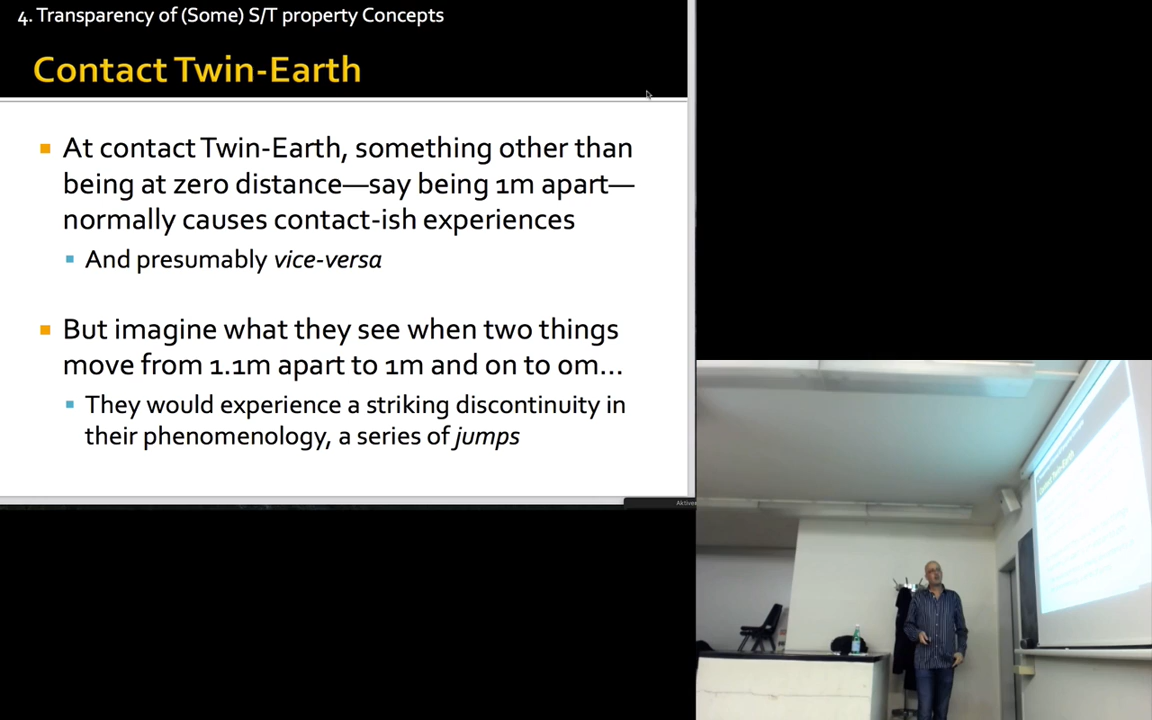 4. Transparency of (Some) S/T property Concepts
Contact Twin-Earth
At contact Twin-Earth, something other than
being at zero distance—say being 1m apart—
normally causes contact-ish experiences
And presumably vice-versa
But imagine what they see when two things
move from 1.1m apart to 1m and on to 0m...
They would experience a striking discontinuity in
their phenomenology, a series of jumps
Contact Twin-Earth